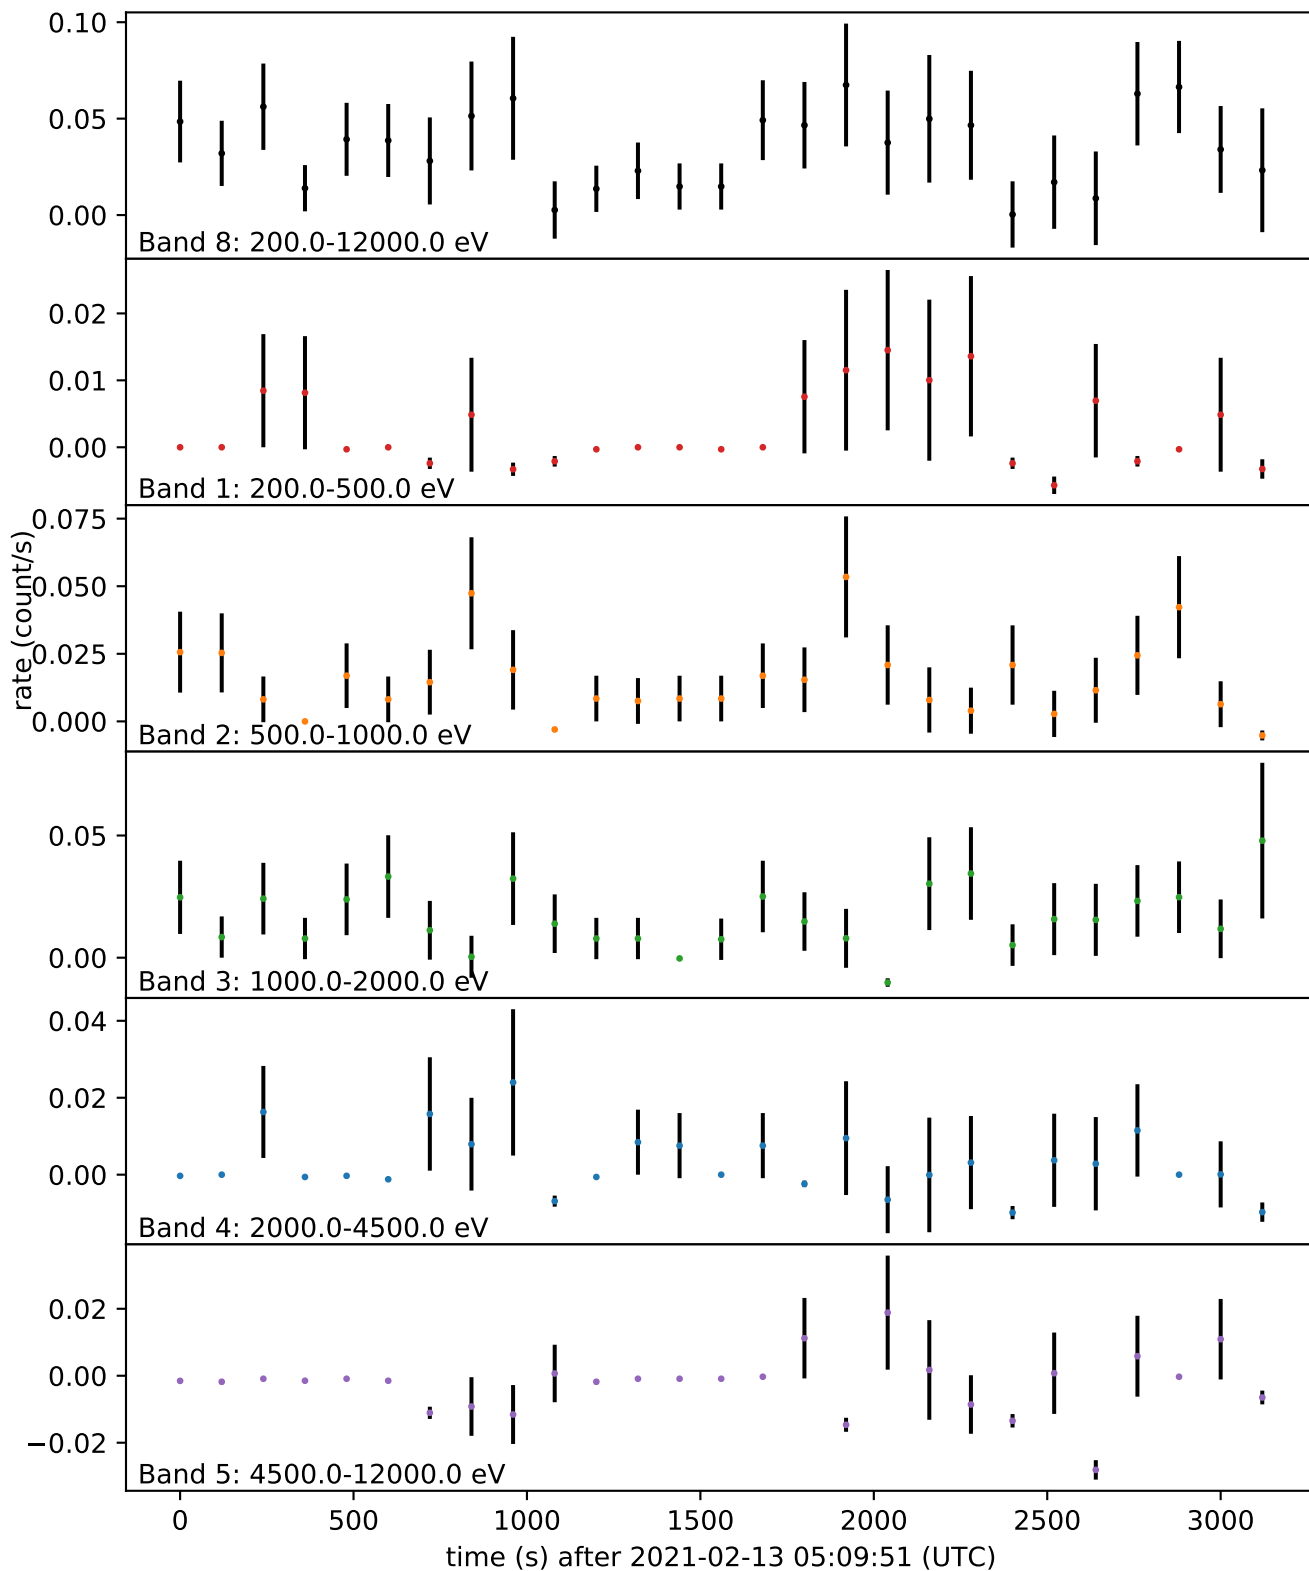 0.10
0.05
0.00
Band 8: 200.0-12000.0 eV
0.02
0.01
0.00
Band 1: 200.0-500.0 eV
rate (count/s)
0.075
0.050
0.025
0.000
Band 2: 500.0-1000.0 eV
0.05
0.00
Band 3: 1000.0-2000.0 eV
0.04
0.02
0.00
Band 4: 2000.0-4500.0 eV
0.02
0.00
−0.02
Band 5: 4500.0-12000.0 eV
0 500 1000 1500 2000 2500 3000
time (s) after 2021-02-13 05:09:51 (UTC)